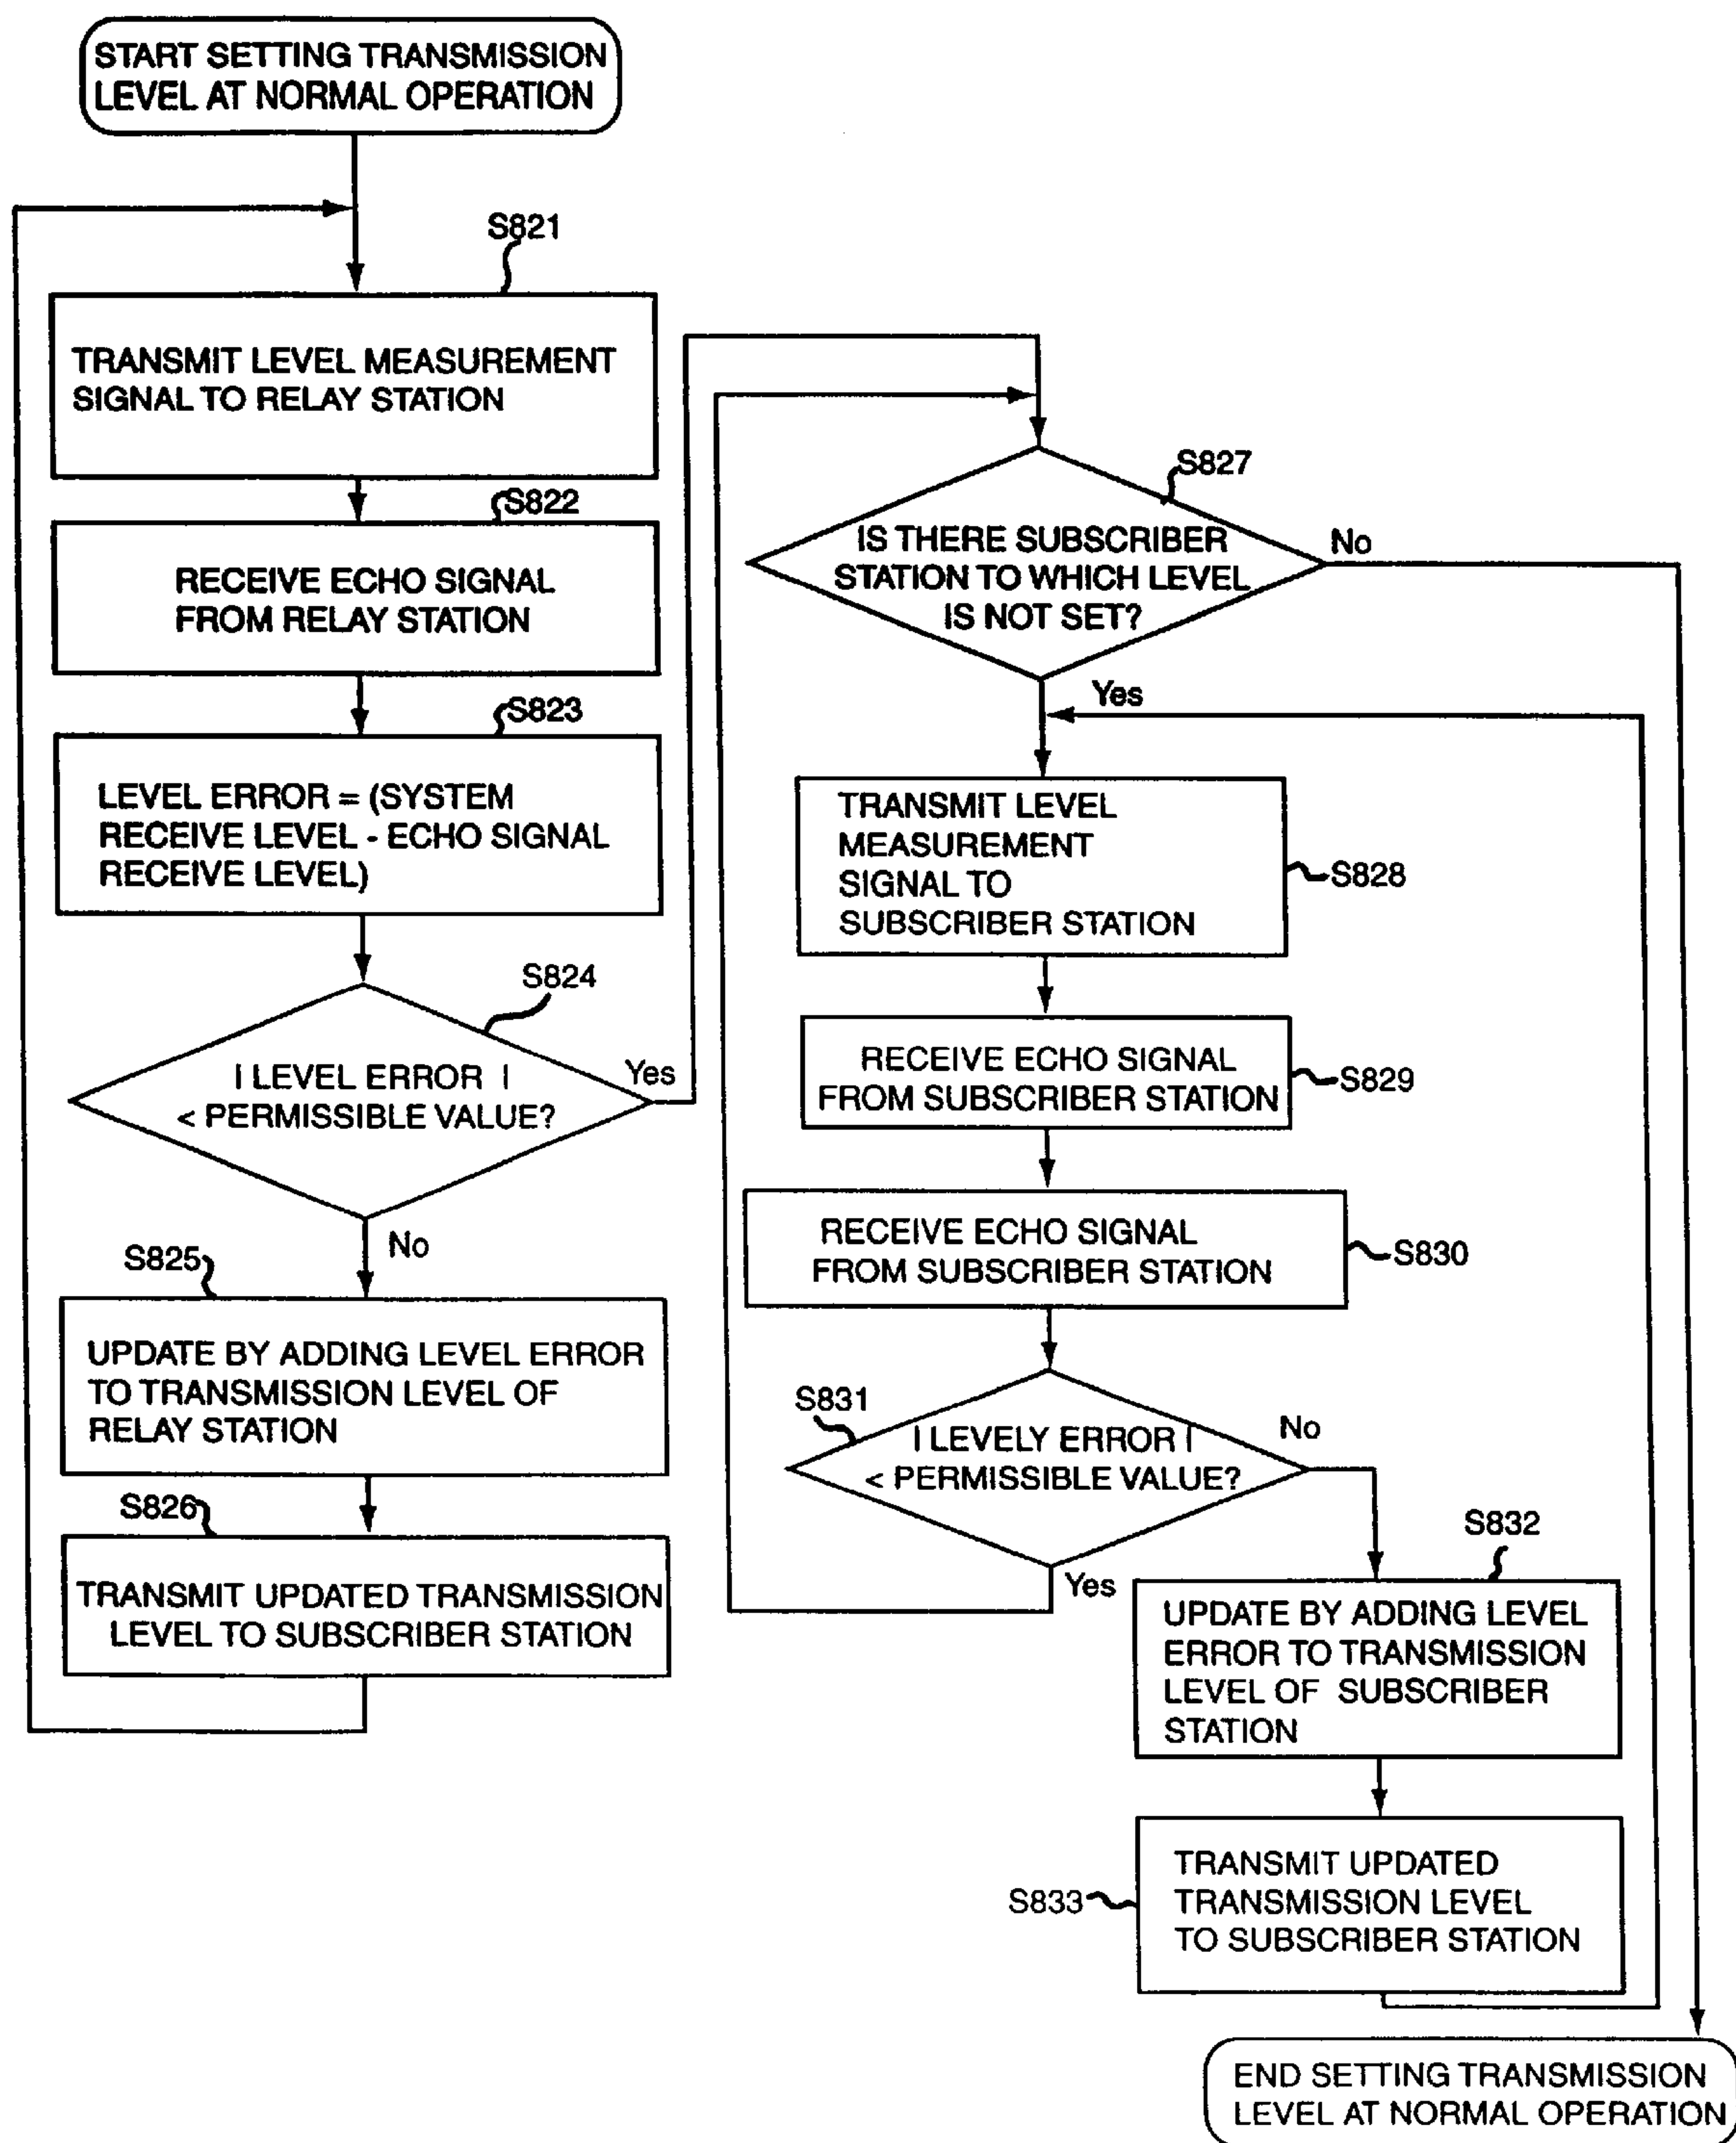 START SETTING TRANSMISSION
LEVEL AT NORMAL OPERATION
S821
TRANSMIT LEVEL MEASUREMENT
SIGNAL TO RELAY STATION
S822
RECEIVE ECHO SIGNAL
FROM RELAY STATION
S823
LEVEL ERROR = (SYSTEM
RECEIVE LEVEL - ECHO SIGNAL
RECEIVE LEVEL)
S824
I LEVEL ERROR I
< PERMISSIBLE VALUE?
Yes
No
S825
UPDATE BY ADDING LEVEL ERROR
TO TRANSMISSION LEVEL OF
RELAY STATION
S826
TRANSMIT UPDATED TRANSMISSION
LEVEL TO SUBSCRIBER STATION
S827
IS THERE SUBSCRIBER
STATION TO WHICH LEVEL
IS NOT SET?
No
Yes
TRANSMIT LEVEL
MEASUREMENT
SIGNAL TO
SUBSCRIBER STATION
S828
RECEIVE ECHO SIGNAL
FROM SUBSCRIBER STATION
S829
RECEIVE ECHO SIGNAL
FROM SUBSCRIBER STATION
S830
S831
I LEVELY ERROR I
< PERMISSIBLE VALUE?
No
Yes
S832
UPDATE BY ADDING LEVEL
ERROR TO TRANSMISSION
LEVEL OF SUBSCRIBER
STATION
S833
TRANSMIT UPDATED
TRANSMISSION LEVEL
TO SUBSCRIBER STATION
END SETTING TRANSMISSION
LEVEL AT NORMAL OPERATION